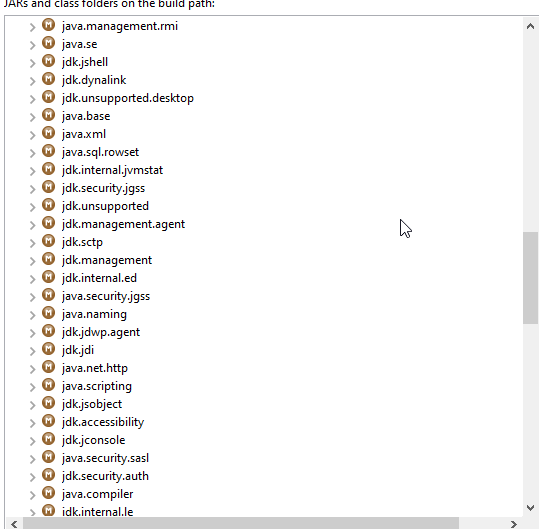 JARs and class folders on the build path:
java.management.rmi
java.se
jdk.jshell
jdk.dynalink
jdk.unsupported.desktop
java.base
java.xml
java.sql.rowset
jdk.internal.jvmstat
jdk.security.jgss
jdk.unsupported
jdk.management.agent
jdk.sctp
jdk.management
jdk.internal.ed
java.security.jgss
java.naming
jdk.jdwp.agent
jdk.jdi
java.net.http
java.scripting
jdk.jsobject
jdk.accessibility
jdk.jconsole
java.security.sasl
jdk.security.auth
java.compiler
jdk.internal.le